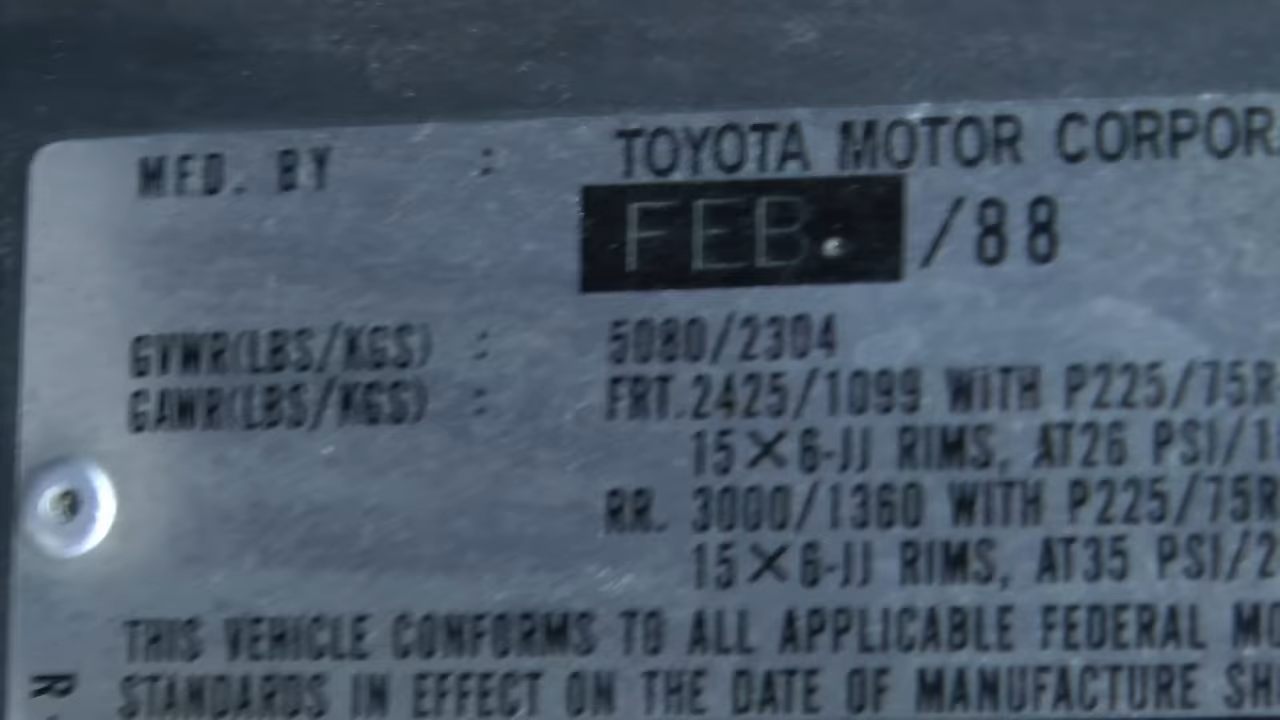 MFD. BY : TOYOTA MOTOR CORPOR
FEB. /88
GVWR(LBS/KGS) : 5080/2304
GAWR(LBS/KGS) : FRT.2425/1099 WITH P225/75R
15×6-JJ RIMS, AT26 PSI/1
RR. 3000/1360 WITH P225/75R
15×6-JJ RIMS, AT35 PSI/2
THIS VEHICLE CONFORMS TO ALL APPLICABLE FEDERAL MO
STANDARDS IN EFFECT ON THE DATE OF MANUFACTURE SH
R